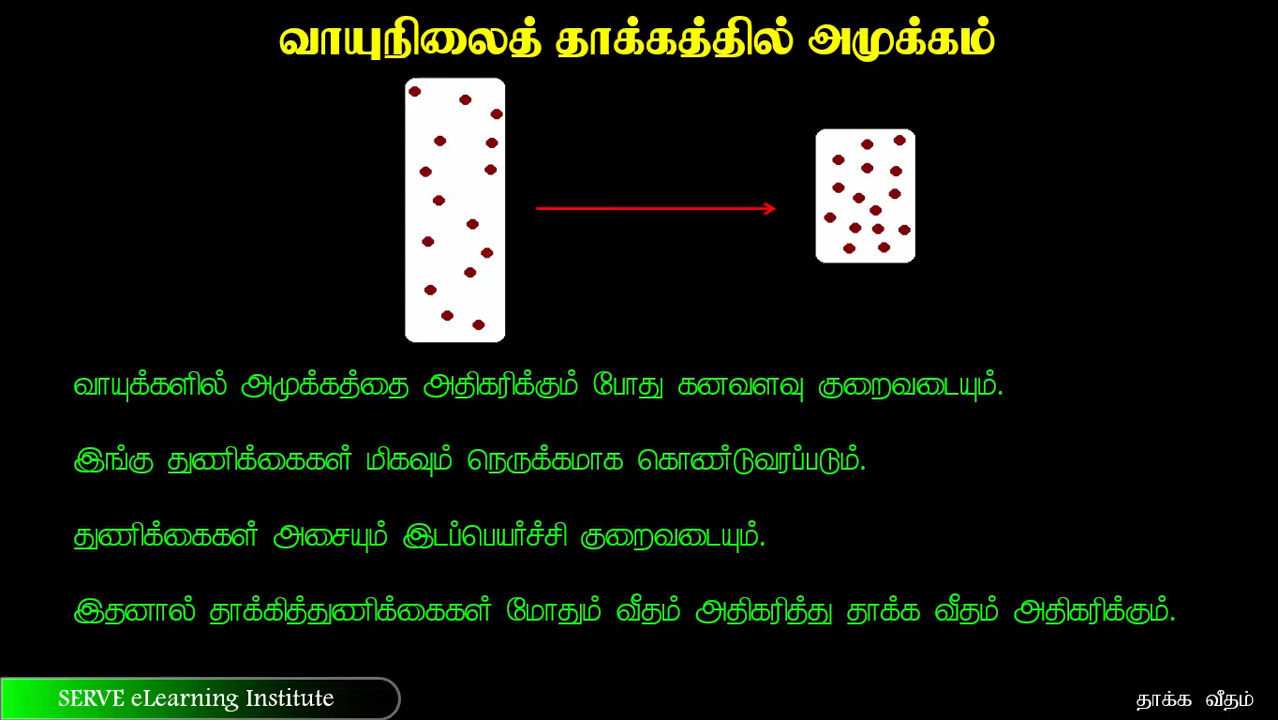 வாயுநிலைத் தாக்கத்தில் அமுக்கம்
வாயுக்களில் அமுக்கத்தை அதிகரிக்கும் போது கனவளவு குறைவடையும்.
இங்கு துணிக்கைகள் மிகவும் நெருக்கமாக கொண்டுவரப்படும்.
துணிக்கைகள் அசையும் இடப்பெயர்ச்சி குறைவடையும்.
இதனால் தாக்கித்துணிக்கைகள் மோதும் வீதம் அதிகரித்து தாக்க வீதம் அதிகரிக்கும்.
SERVE eLearning Institute
தாக்க வீதம்